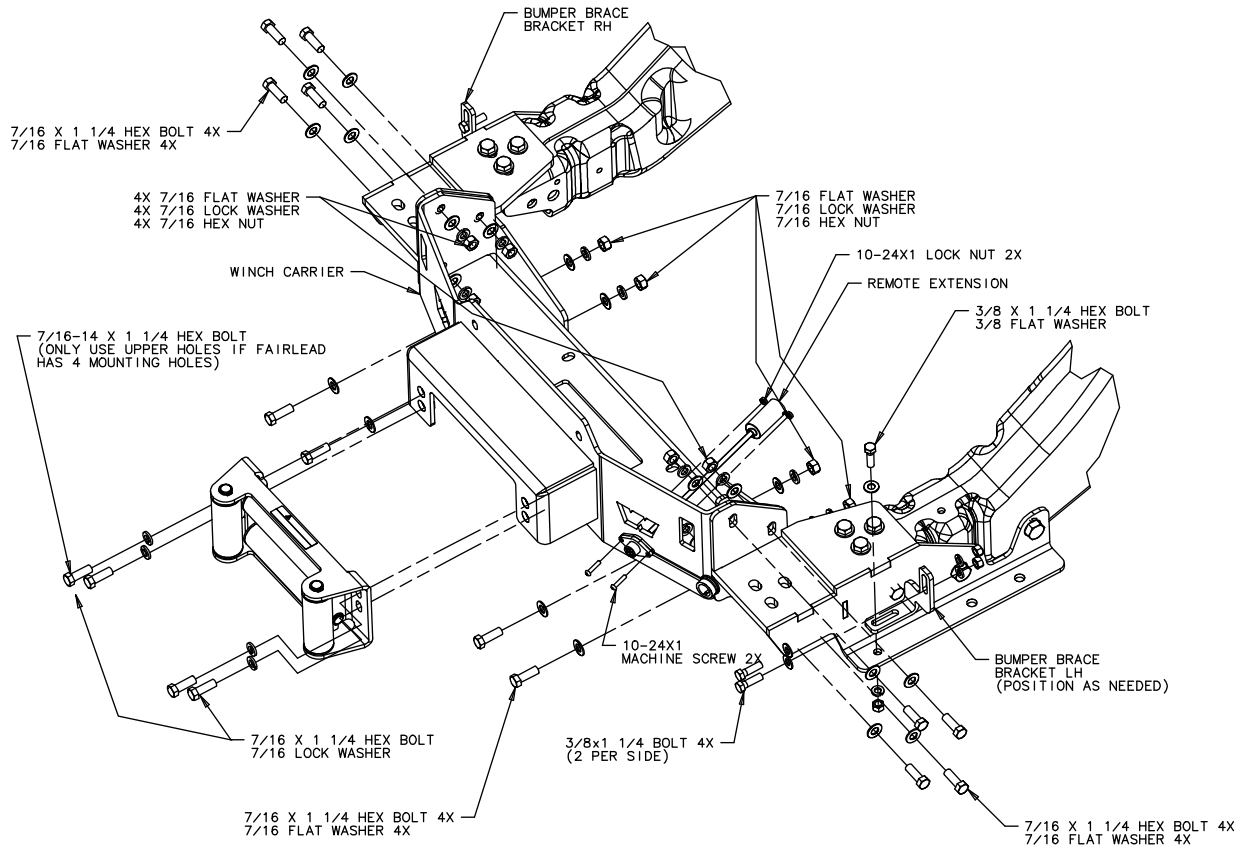 BUMPER BRACE
BRACKET RH
7/16 X 1 1/4 HEX BOLT 4X
7/16 FLAT WASHER 4X
4X 7/16 FLAT WASHER
4X 7/16 LOCK WASHER
4X 7/16 HEX NUT
7/16 FLAT WASHER
7/16 LOCK WASHER
7/16 HEX NUT
10-24X1 LOCK NUT 2X
WINCH CARRIER
REMOTE EXTENSION
3/8 X 1 1/4 HEX BOLT
3/8 FLAT WASHER
7/16-14 X 1 1/4 HEX BOLT
(ONLY USE UPPER HOLES IF FAIRLEAD
HAS 4 MOUNTING HOLES)
10-24X1
MACHINE SCREW 2X
BUMPER BRACE
BRACKET LH
(POSITION AS NEEDED)
7/16 X 1 1/4 HEX BOLT
7/16 LOCK WASHER
3/8x1 1/4 BOLT 4X
(2 PER SIDE)
7/16 X 1 1/4 HEX BOLT 4X
7/16 FLAT WASHER 4X
7/16 X 1 1/4 HEX BOLT 4X
7/16 FLAT WASHER 4X